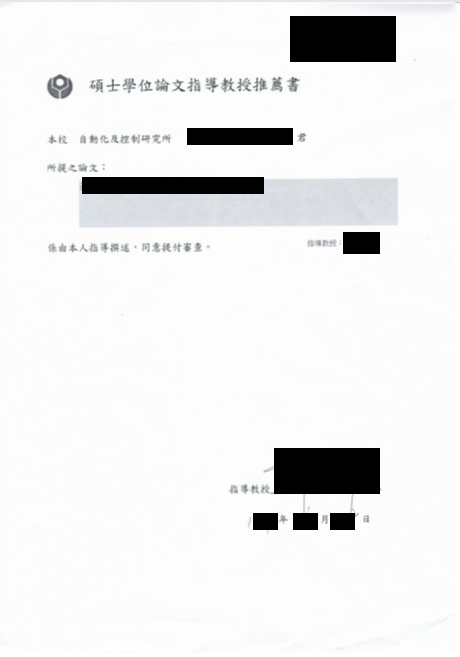 碩士學位論文指導教授推薦書
本校 自動化及控制研究所 君
所提之論文：
係由本人指導撰述，同意提付審查。 指導教授：
指導教授
年 月 日